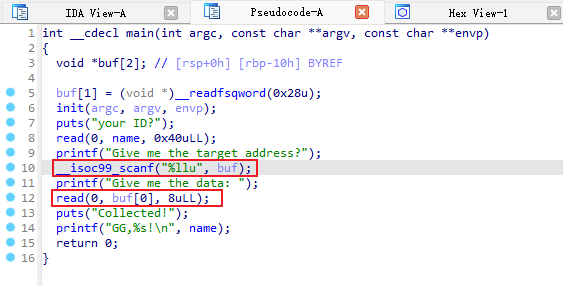 IDA View-A Pseudocode-A Hex View-1
1 int __cdecl main(int argc, const char **argv, const char **envp)
2 {
3 void *buf[2]; // [rsp+0h] [rbp-10h] BYREF
4
5 buf[1] = (void *)__readfsqword(0x28u);
6 init(argc, argv, envp);
7 puts("your ID?");
8 read(0, name, 0x40uLL);
9 printf("Give me the target address?");
10 __isoc99_scanf("%llu", buf);
11 printf("Give me the data: ");
12 read(0, buf[0], 8uLL);
13 puts("Collected!");
14 printf("GG,%s!\n", name);
15 return 0;
16 }